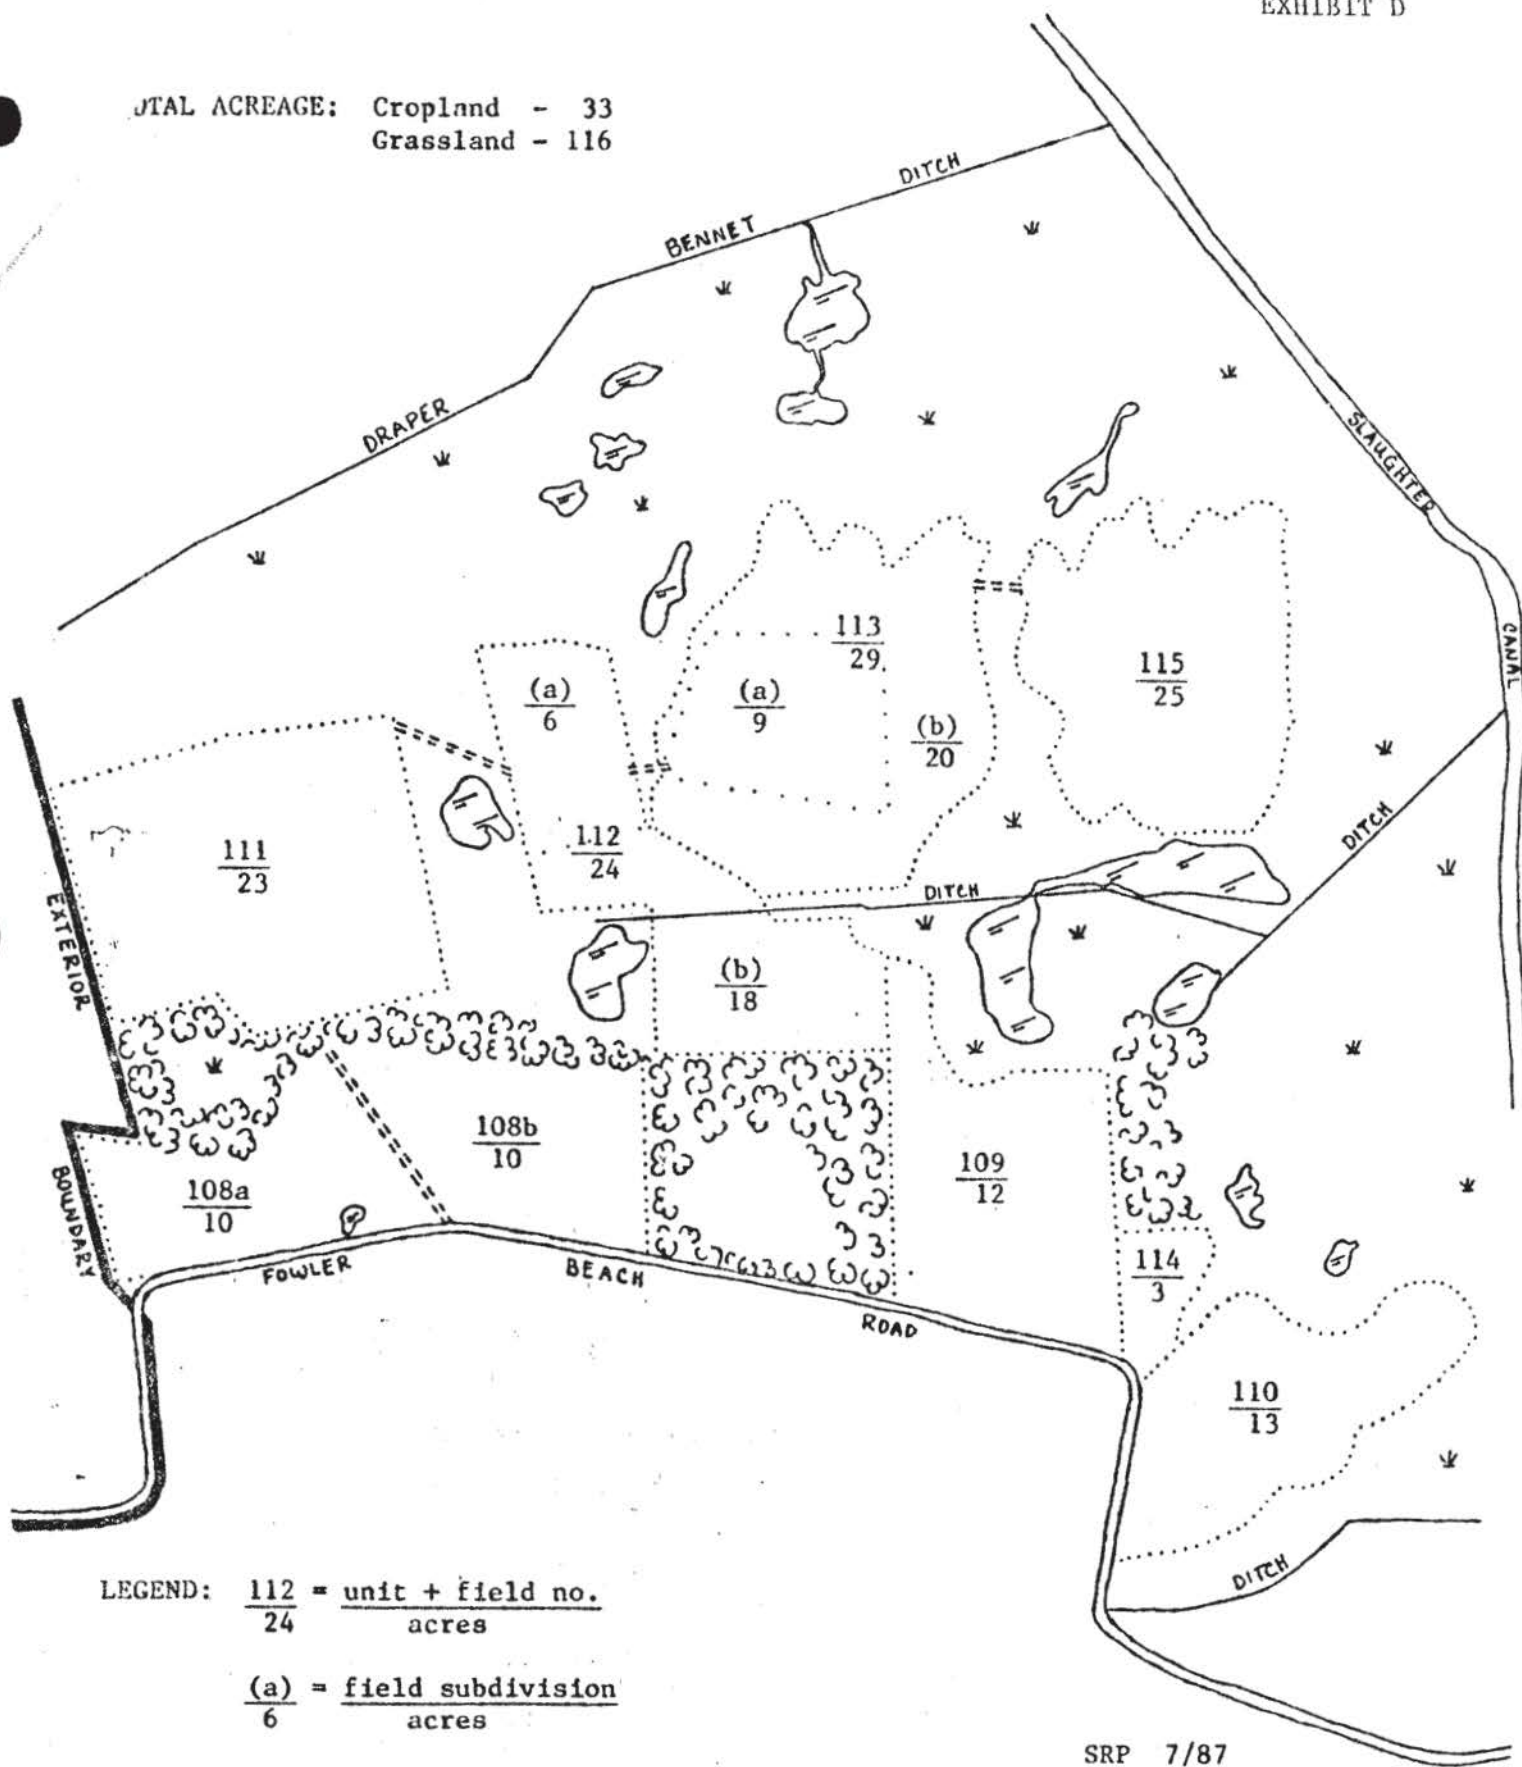 EXHIBIT D
OTAL ACREAGE: Cropland - 33
Grassland - 116
DITCH
BENNET
DRAPER
SLAUGHTER
CANAL
113
29
(a)
6
(a)
9
(b)
20
115
25
111
23
112
24
DITCH
DITCH
EXTERIOR
(b)
18
108b
10
109
12
108a
10
BOUNDARY
FOWLER
BEACH
ROAD
114
3
110
13
DITCH
LEGEND: 112 = unit + field no.
24 acres
(a) = field subdivision
6 acres
SRP 7/87